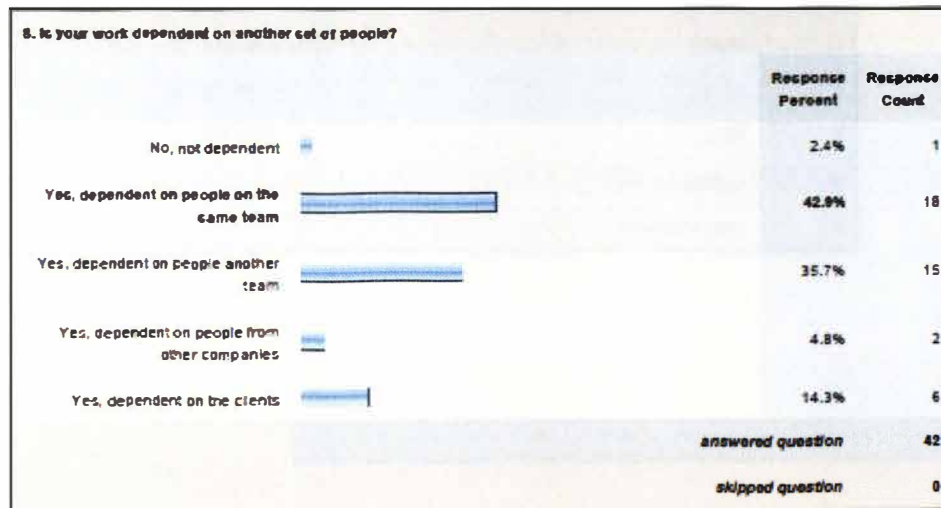 8. Is your work dependent on another set of people?
Response Percent
Response Count
No, not dependent 2.4% 1
Yes, dependent on people on the same team 42.9% 18
Yes, dependent on people another team 35.7% 15
Yes, dependent on people from other companies 4.8% 2
Yes, dependent on the clients 14.3% 6
answered question 42
skipped question 0